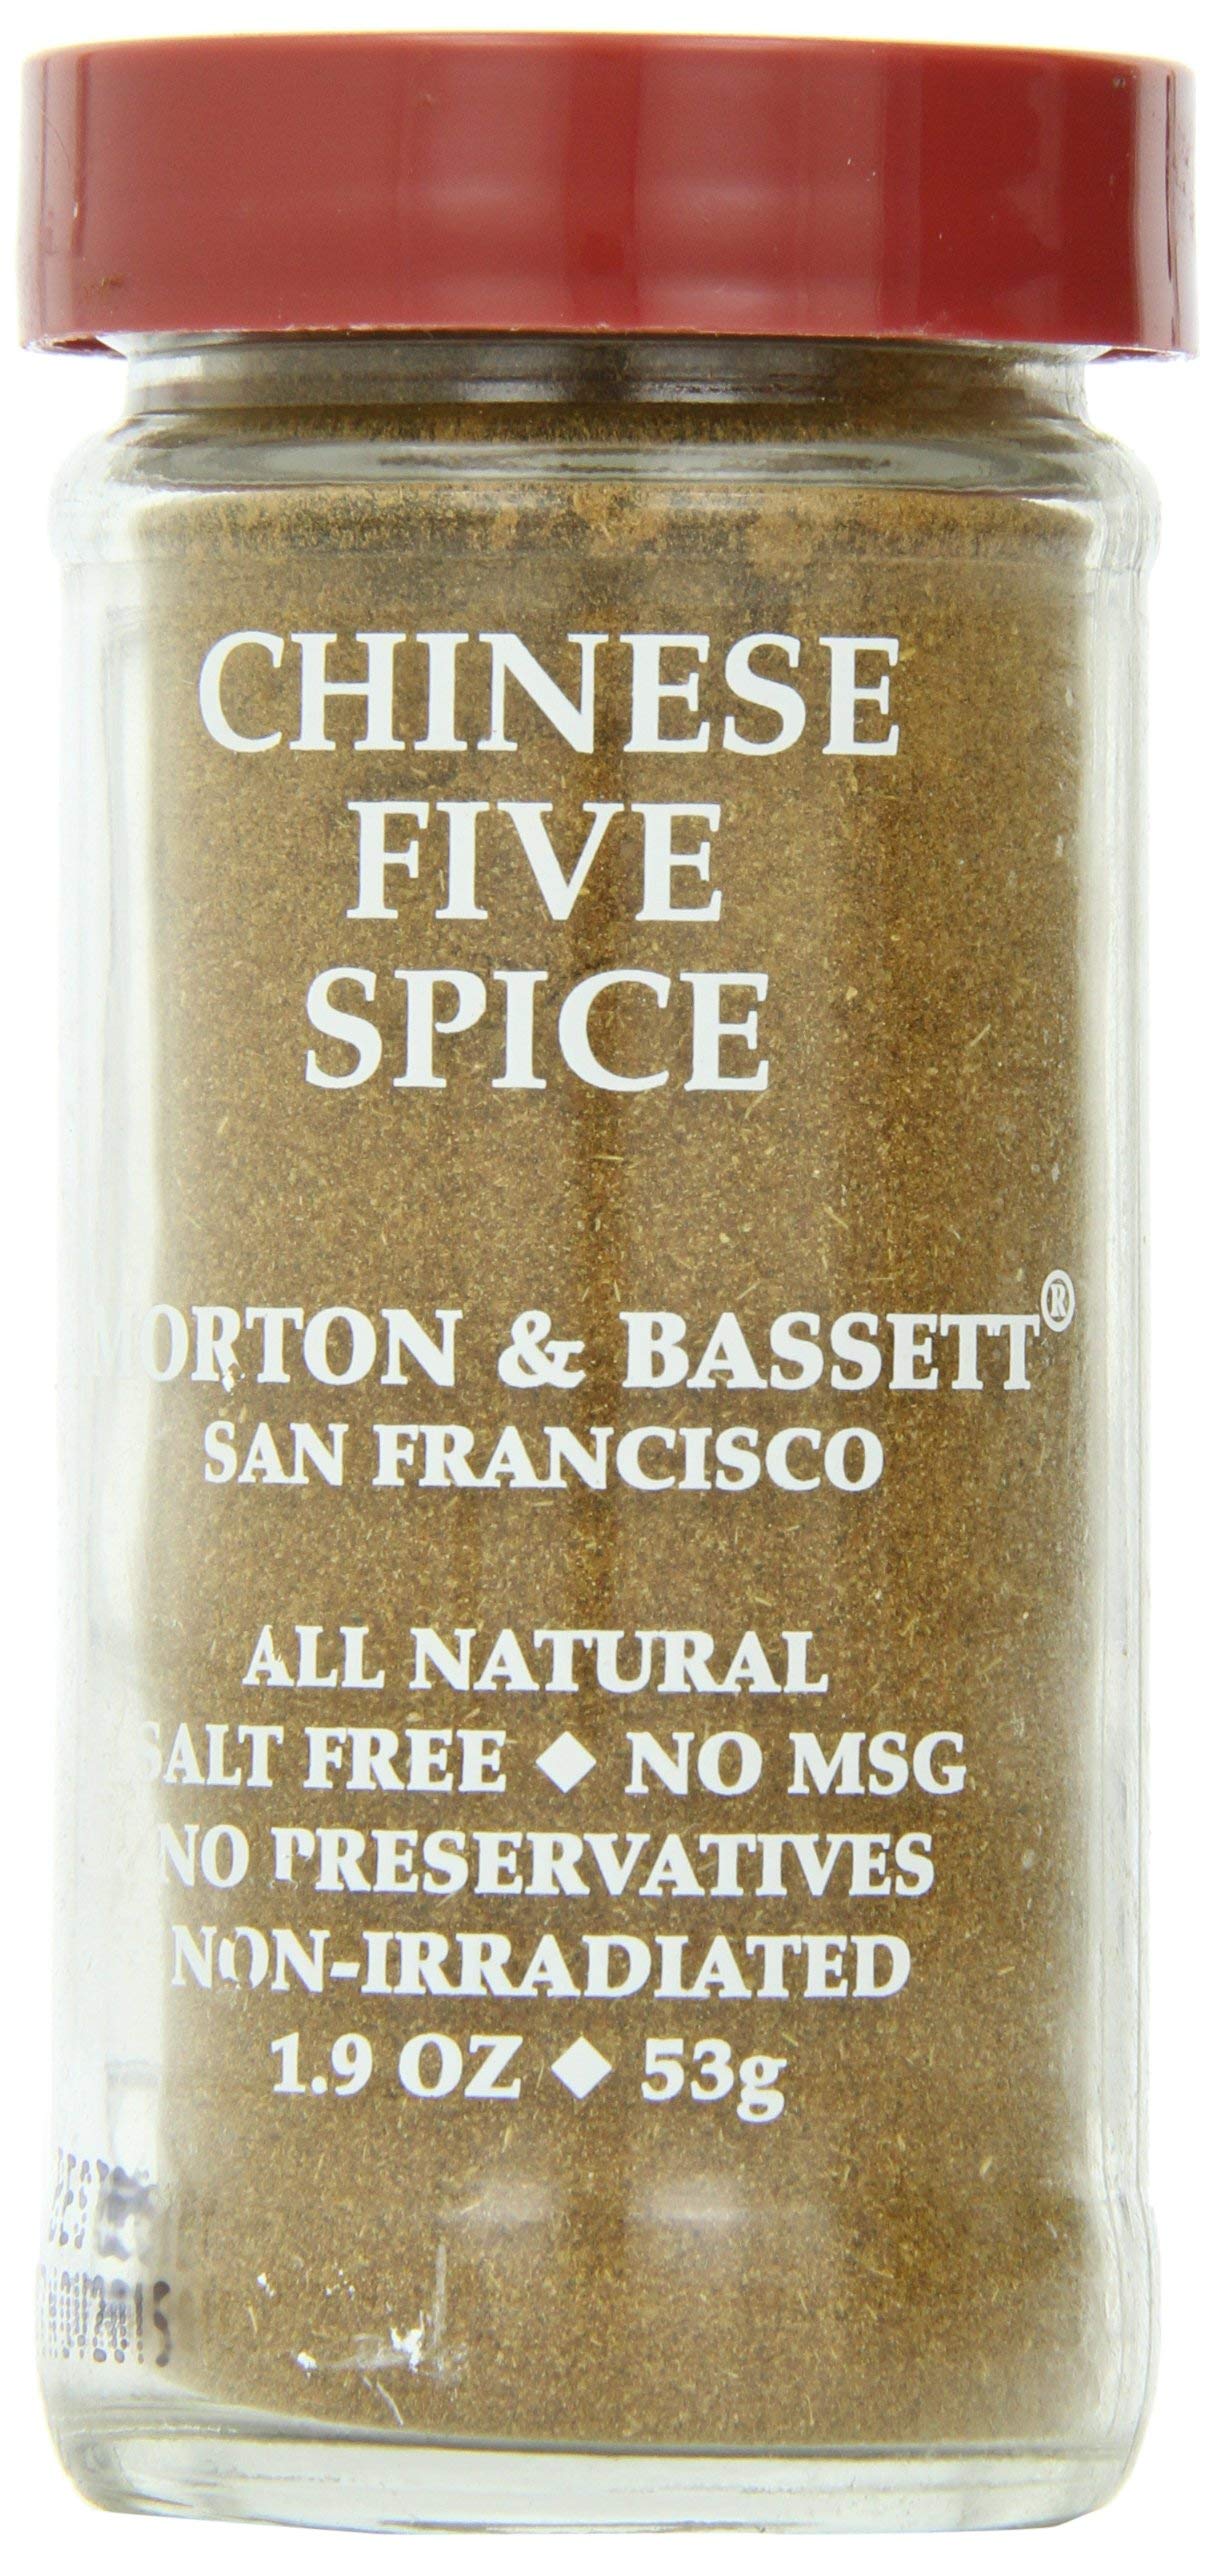 CHINESE
FIVE
SPICE
MORTON & BASSETT®
SAN FRANCISCO
ALL NATURAL
SALT FREE ◆ NO MSG
NO PRESERVATIVES
NON-IRRADIATED
1.9 OZ ◆ 53g